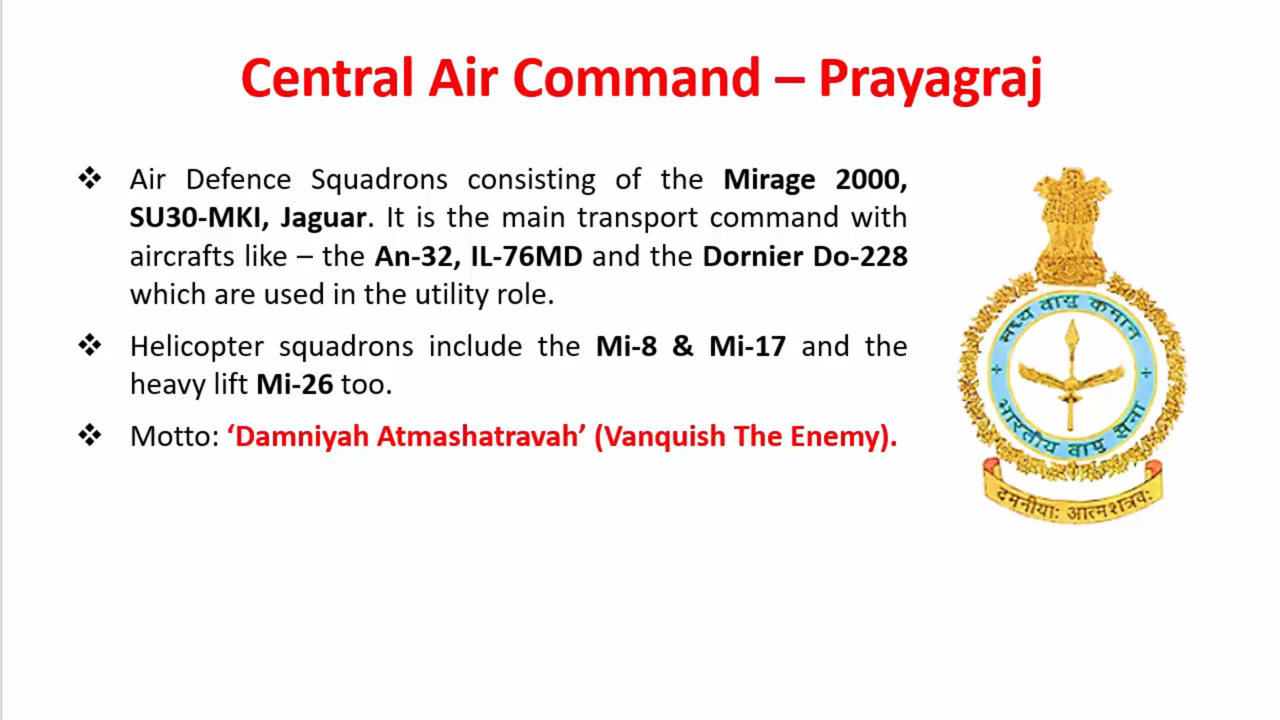 Central Air Command – Prayagraj
❖ Air Defence Squadrons consisting of the Mirage 2000,
SU30-MKI, Jaguar. It is the main transport command with
aircrafts like – the An-32, IL-76MD and the Dornier Do-228
which are used in the utility role.
❖ Helicopter squadrons include the Mi-8 & Mi-17 and the
heavy lift Mi-26 too.
❖ Motto: ‘Damniyah Atmashatravah’ (Vanquish The Enemy).
मध्य वायु कमान
भारतीय वायु सेना
दमनीयाः आत्मशत्रवः